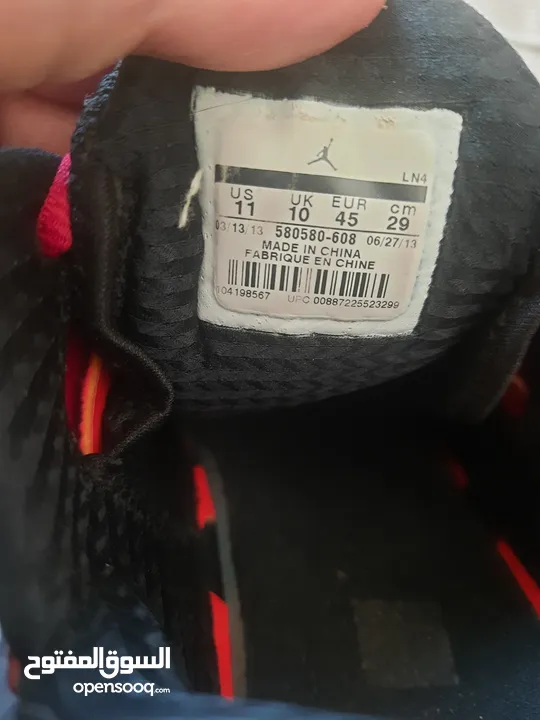 LN4
US UK EUR cm
11 10 45 29
03/13/13 580580-608 06/27/13
MADE IN CHINA
FABRIQUE EN CHINE
004198567 UPC 00887225523299
السوق المفتوح
opensooq.com